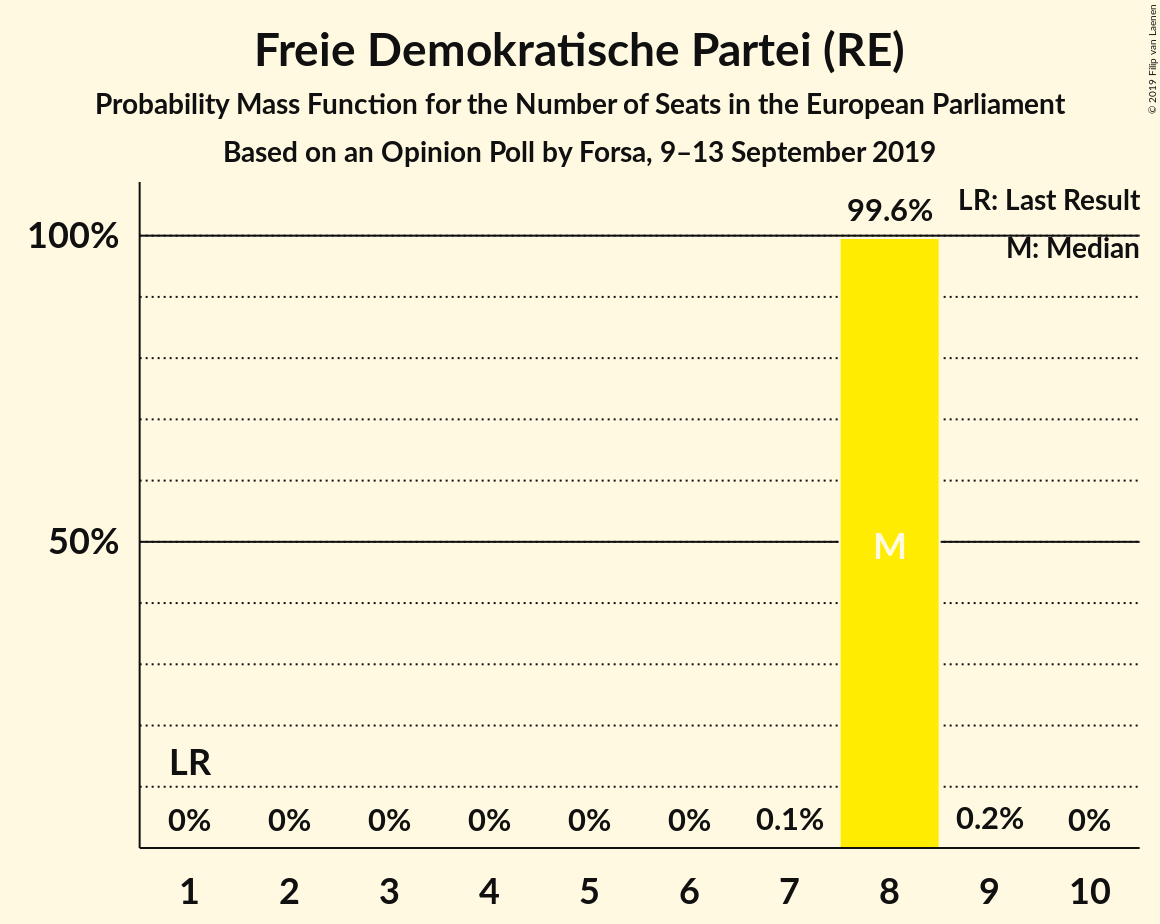 Freie Demokratische Partei (RE)
Probability Mass Function for the Number of Seats in the European Parliament
Based on an Opinion Poll by Forsa, 9–13 September 2019
© 2019 Filip van Laenen
LR: Last Result
M: Median
99.6%
100%
50%
M
LR
0% 0% 0% 0% 0% 0% 0.1% 0.2% 0%
1 2 3 4 5 6 7 8 9 10